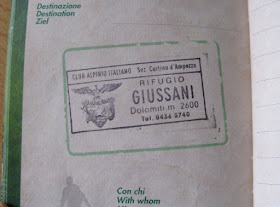 Destinazione
Destination
Ziel
CLUB ALPINO ITALIANO Sez Cortina d'Ampezzo
RIFUGIO
GIUSSANI
Dolomiti m 2600
Tel. 0436 5740
Con chi
With whom